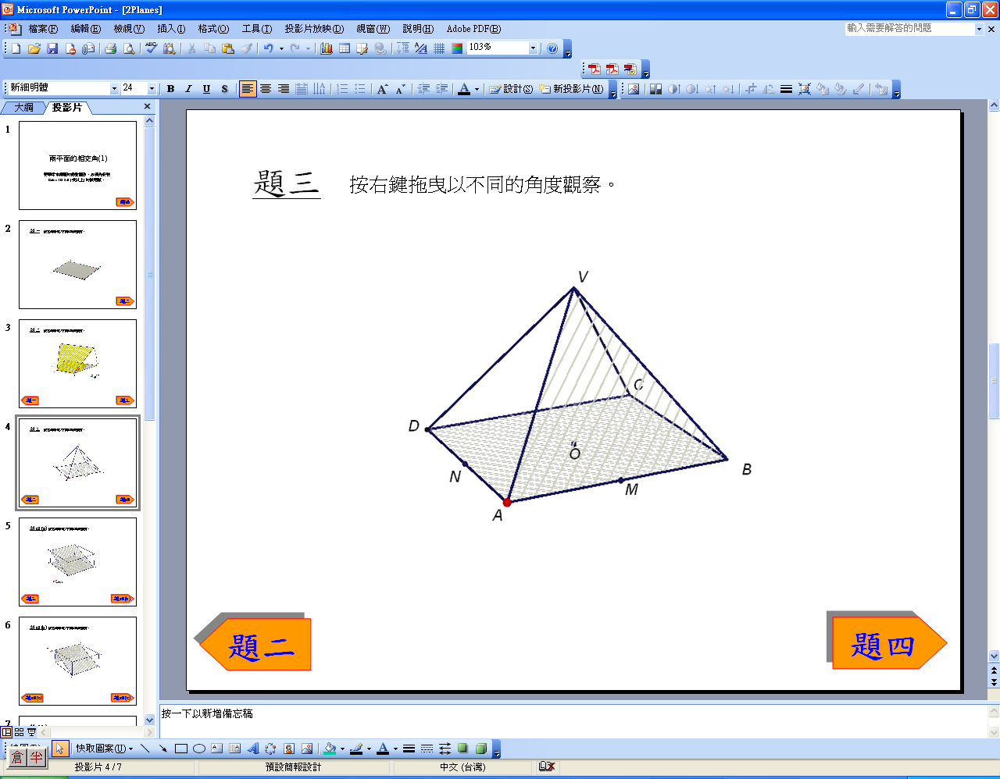 Microsoft PowerPoint - [2Planes]
檔案(F) 編輯(E) 檢視(V) 插入(I) 格式(O) 工具(T) 投影片放映(D) 視窗(W) 說明(H) Adobe PDF(B) 輸入需要解答的問題
103%
新細明體 24 B I U S 設計(S) 新投影片(N)
大綱 投影片
1
兩平面的相交角(1)
2
3
4
5
6
7
題三 按右鍵拖曳以不同的角度觀察。
V
C
D
O
N
B
M
A
題二 題四
按一下以新增備忘稿
快取圖案(U)
倉 半
投影片 4 / 7 預設簡報設計 中文 (台灣)